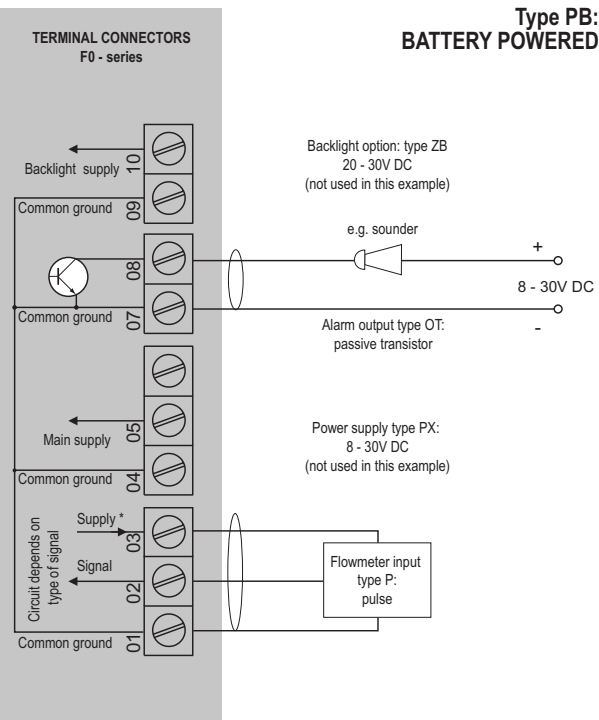 Type PB:
BATTERY POWERED
TERMINAL CONNECTORS
F0 - series
Backlight supply
10
Backlight option: type ZB
20 - 30V DC
(not used in this example)
Common ground
09
e.g. sounder
08
+
8 - 30V DC
Common ground
07
-
Alarm output type OT:
passive transistor
Main supply
05
Power supply type PX:
8 - 30V DC
(not used in this example)
Common ground
04
Circuit depends on
type of signal
Supply *
03
Signal
02
Flowmeter input
type P:
pulse
Common ground
01